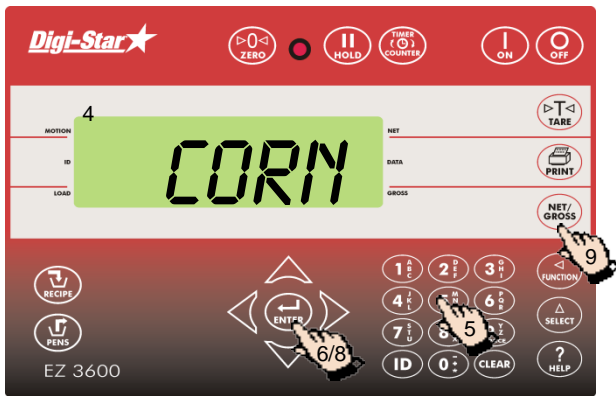 Digi-Star
ZERO
HOLD
TIMER
COUNTER
ON
OFF
4
MOTION
ID
LOAD
CORN
NET
DATA
GROSS
T
TARE
PRINT
NET/
GROSS
9
FUNCTION
SELECT
?
HELP
RECIPE
PENS
ENTER
6/8
1 A B C
2 D E F
3 G H I
4 J K L
M N
5
6 P Q R
7 S T U
8
Y Z
ID
0 - + *
CLEAR
EZ 3600